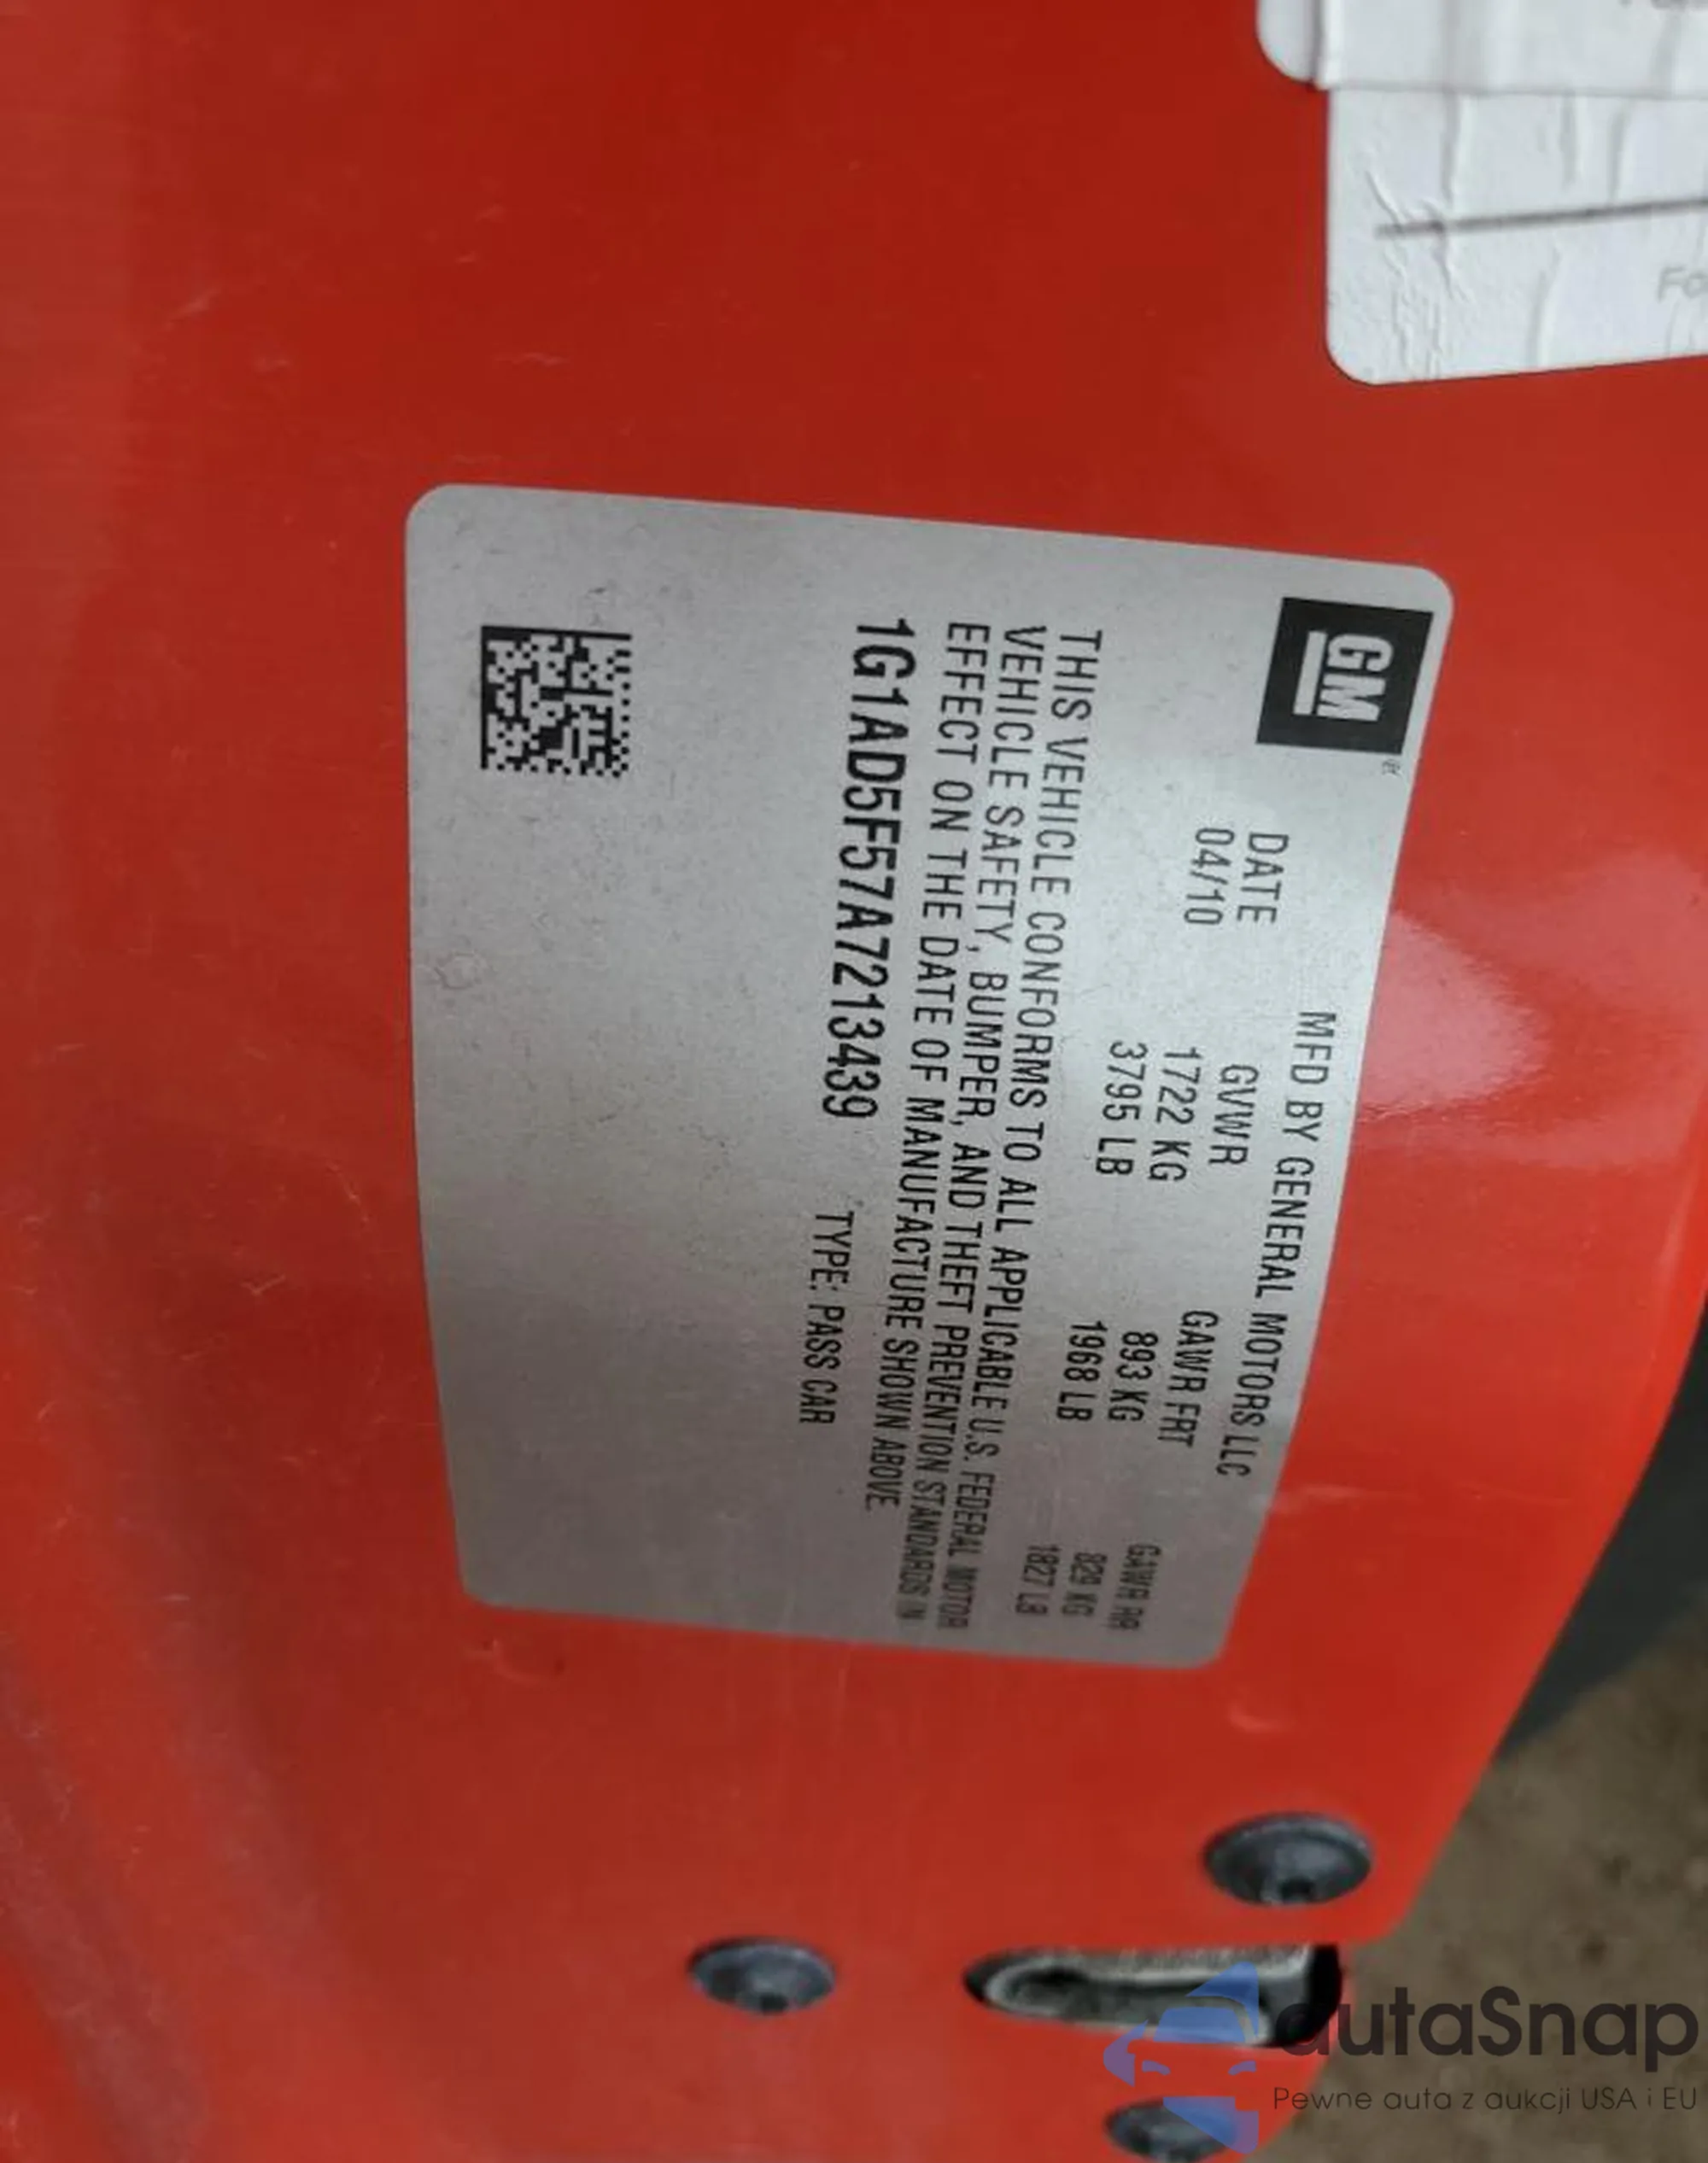 GM
MFD BY GENERAL MOTORS LLC
DATE GVWR GAWR FRT GAWR RR
04/10 1722 KG 893 KG 829 KG
3795 LB 1968 LB 1827 LB
THIS VEHICLE CONFORMS TO ALL APPLICABLE U.S. FEDERAL MOTOR
VEHICLE SAFETY, BUMPER, AND THEFT PREVENTION STANDARDS IN
EFFECT ON THE DATE OF MANUFACTURE SHOWN ABOVE.
1G1AD5F57A7213439 TYPE: PASS CAR
autaSnap
Pewne auta z aukcji USA i EU